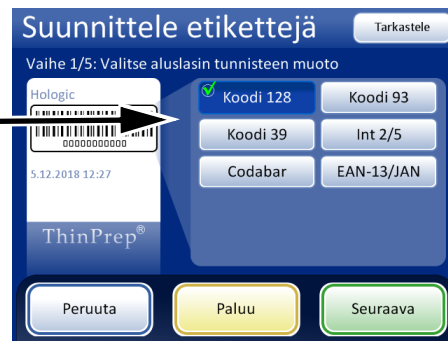 Suunnittele etikettejä
Tarkastele
Vaihe 1/5: Valitse aluslasin tunnisteen muoto
Hologic
00000000000
5.12.2018 12:27
ThinPrep®
Koodi 128
Koodi 93
Koodi 39
Int 2/5
Codabar
EAN-13/JAN
Peruuta
Paluu
Seuraava